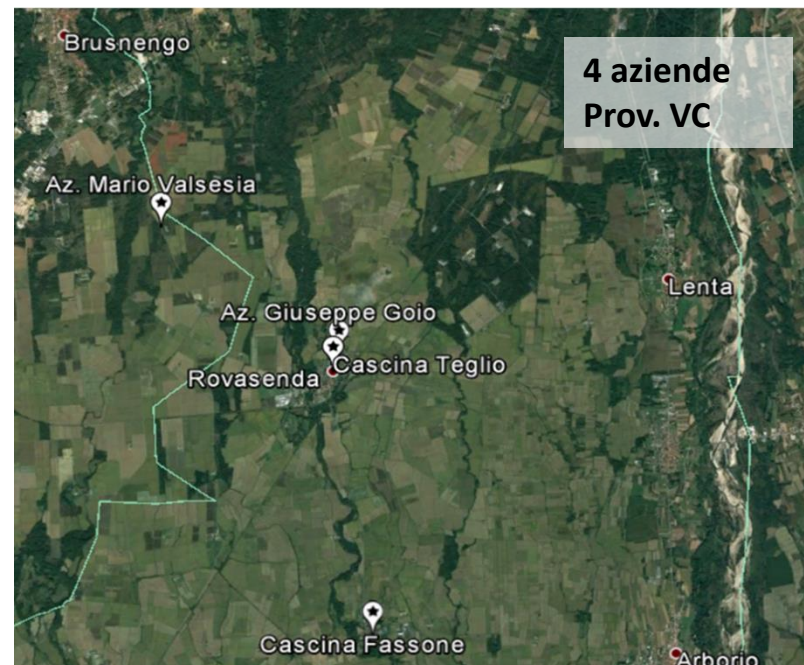 Brusnengo
4 aziende
Prov. VC
Az. Mario Valsesia
Lenta
Az. Giuseppe Goio
Cascina Teglio
Rovasenda
Cascina Fassone
Arborio